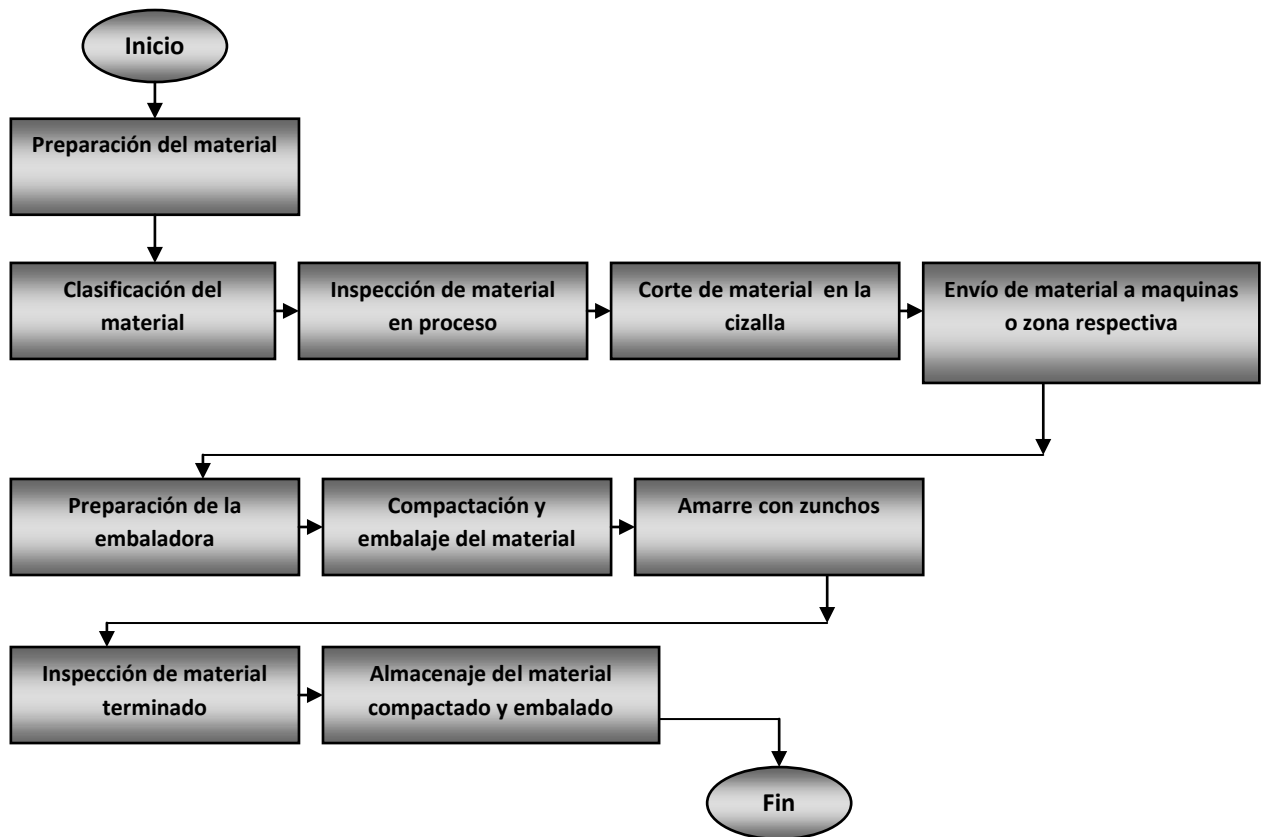 Inicio
Preparación del material
Clasificación del
material
Inspección de material
en proceso
Corte de material en la
cizalla
Envío de material a maquinas
o zona respectiva
Preparación de la
embaladora
Compactación y
embalaje del material
Amarre con zunchos
Inspección de material
terminado
Almacenaje del material
compactado y embalado
Fin